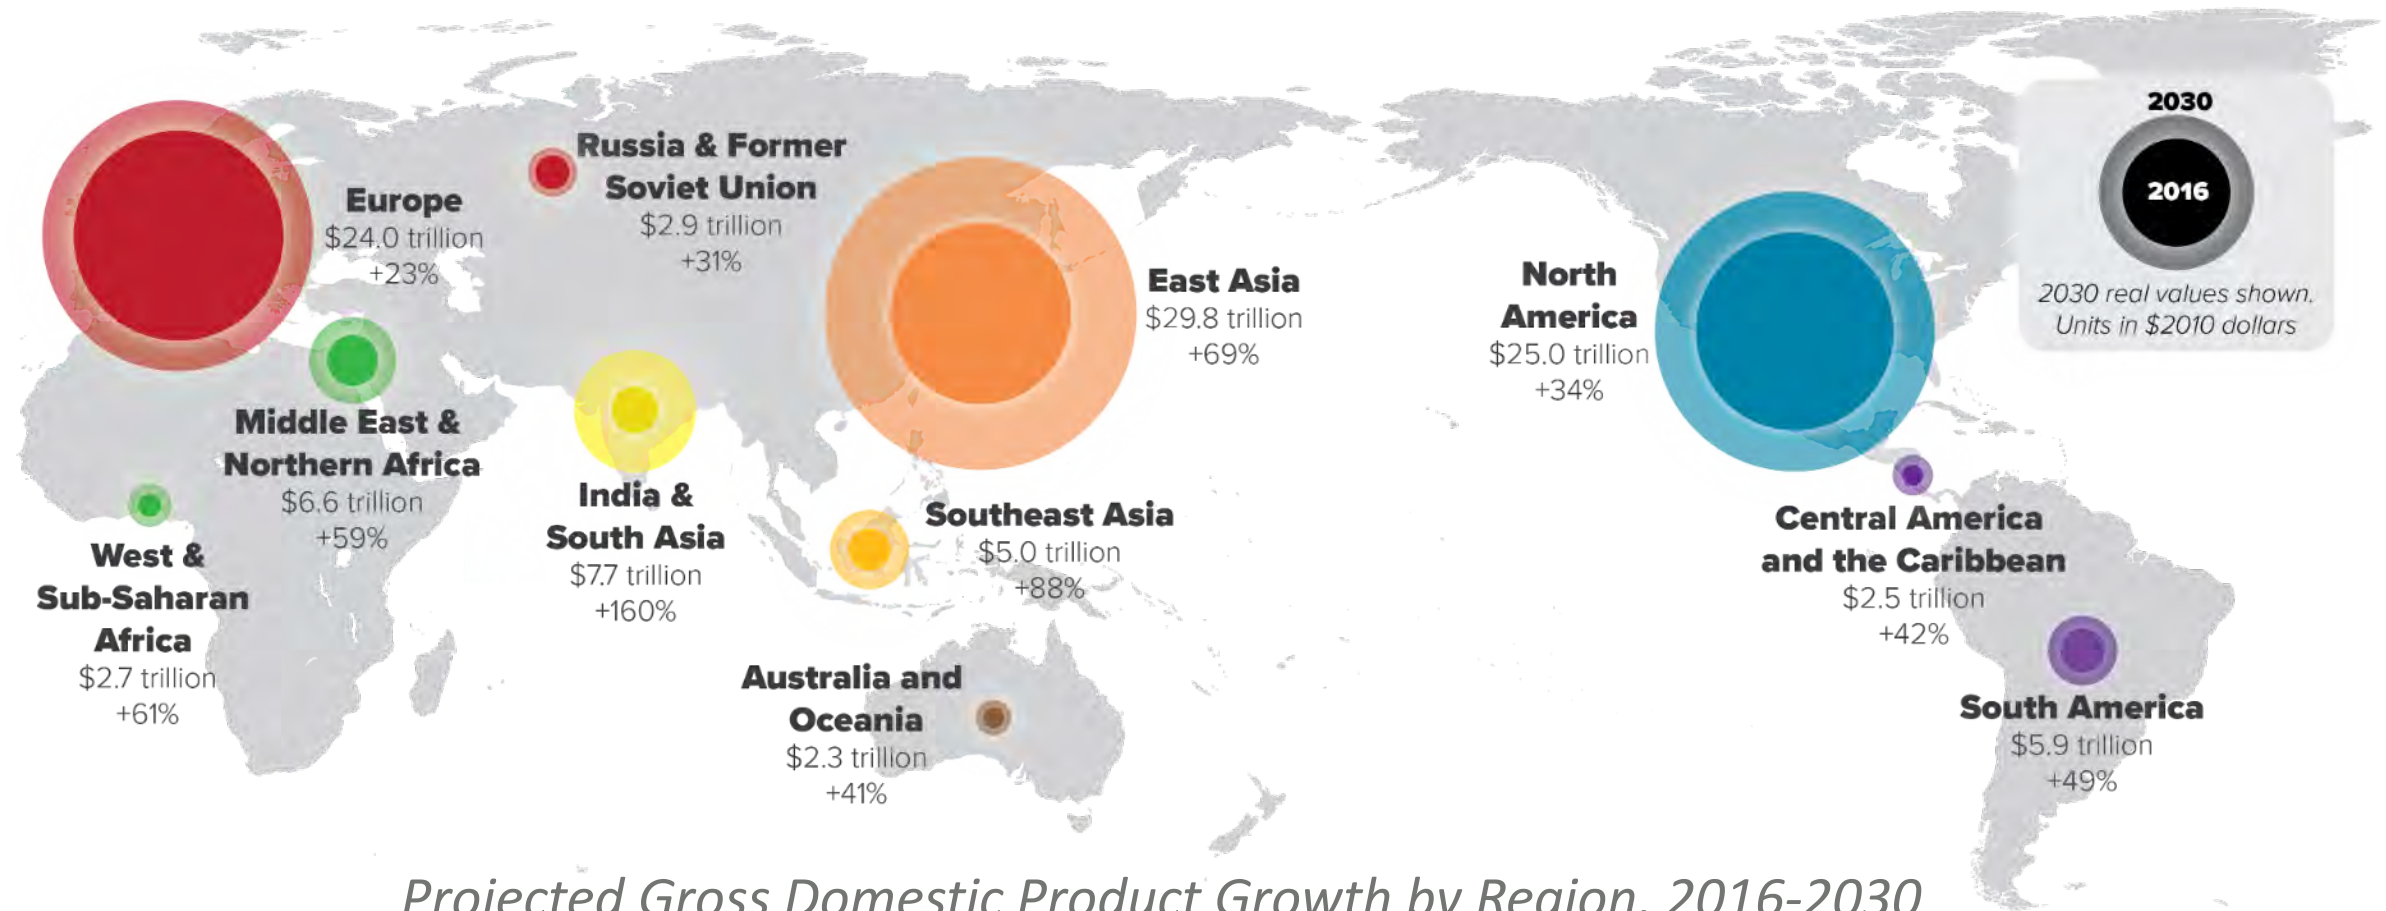 Europe
$24.0 trillion
+23%
Russia & Former
Soviet Union
$2.9 trillion
+31%
East Asia
$29.8 trillion
+69%
North
America
$25.0 trillion
+34%
2030
2016
2030 real values shown.
Units in $2010 dollars
Middle East &
Northern Africa
$6.6 trillion
+59%
West &
Sub-Saharan
Africa
$2.7 trillion
+61%
India &
South Asia
$7.7 trillion
+160%
Southeast Asia
$5.0 trillion
+88%
Australia and
Oceania
$2.3 trillion
+41%
Central America
and the Caribbean
$2.5 trillion
+42%
South America
$5.9 trillion
+49%
Projected Gross Domestic Product Growth by Region, 2016-2030